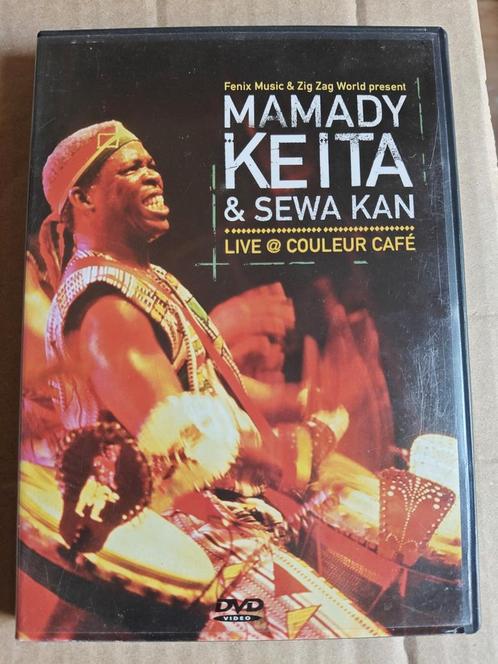 Fenix Music & Zig Zag World present
MAMADY
KEITA
& SEWA KAN
LIVE @ COULEUR CAFÉ
DVD
VIDEO